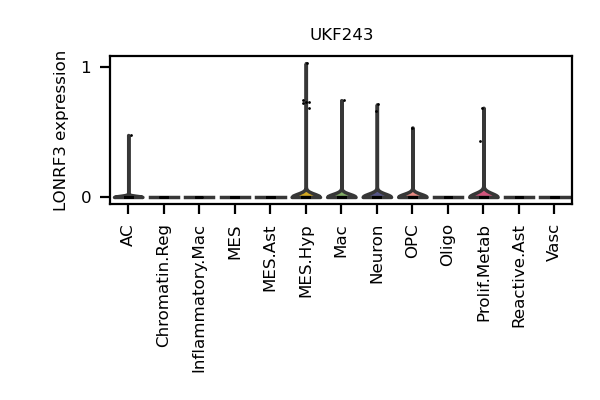 UKF243
LONRF3 expression
1
0
AC
Chromatin.Reg
Inflammatory.Mac
MES
MES.Ast
MES.Hyp
Mac
Neuron
OPC
Oligo
Prolif.Metab
Reactive.Ast
Vasc